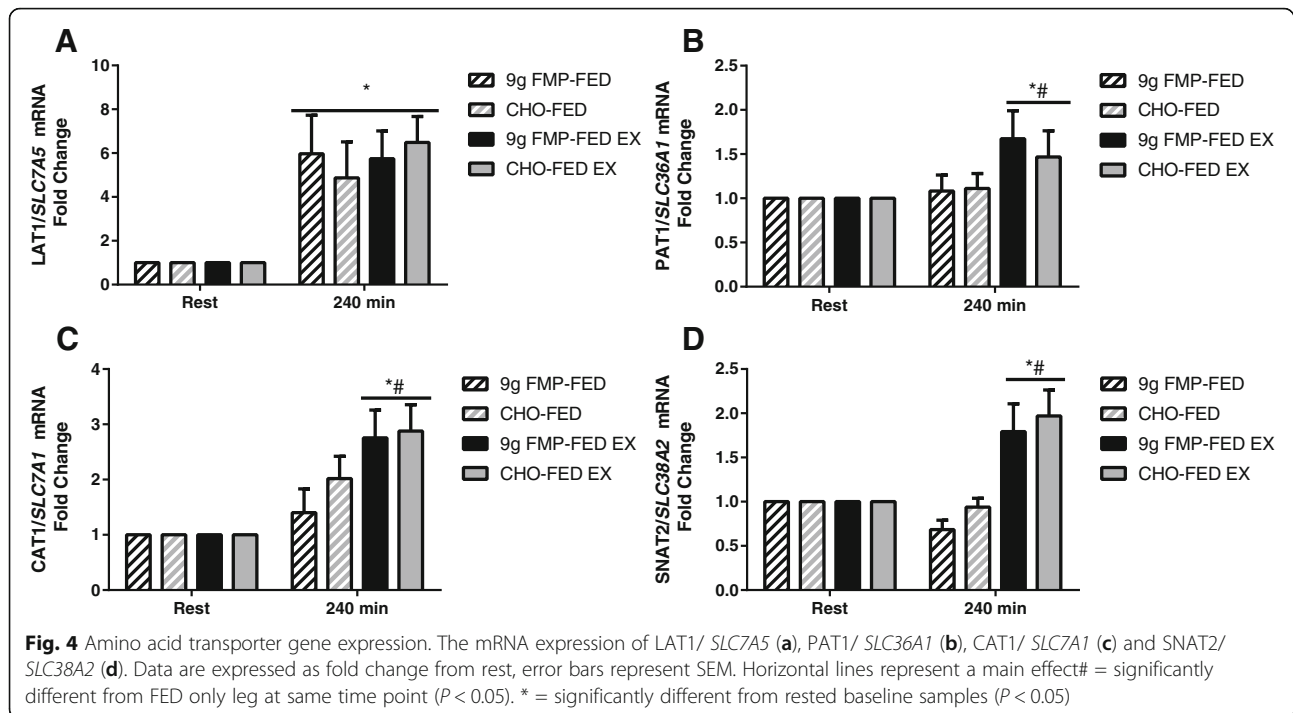 A
LAT1/SLC7A5 mRNA
Fold Change
10
8
6
4
2
0
*
Rest
240 min
9g FMP-FED
CHO-FED
9g FMP-FED EX
CHO-FED EX
B
PAT1/SLC36A1 mRNA
Fold Change
2.5
2.0
1.5
1.0
0.5
0.0
*#
Rest
240 min
9g FMP-FED
CHO-FED
9g FMP-FED EX
CHO-FED EX
C
CAT1/SLC7A1 mRNA
Fold Change
4
3
2
1
0
*#
Rest
240 min
9g FMP-FED
CHO-FED
9g FMP-FED EX
CHO-FED EX
D
SNAT2/SLC38A2 mRNA
Fold Change
2.5
2.0
1.5
1.0
0.5
0.0
*#
Rest
240 min
9g FMP-FED
CHO-FED
9g FMP-FED EX
CHO-FED EX
Fig. 4 Amino acid transporter gene expression. The mRNA expression of LAT1/ SLC7A5 (a), PAT1/ SLC36A1 (b), CAT1/ SLC7A1 (c) and SNAT2/
SLC38A2 (d). Data are expressed as fold change from rest, error bars represent SEM. Horizontal lines represent a main effect# = significantly
different from FED only leg at same time point (P < 0.05). * = significantly different from rested baseline samples (P < 0.05)